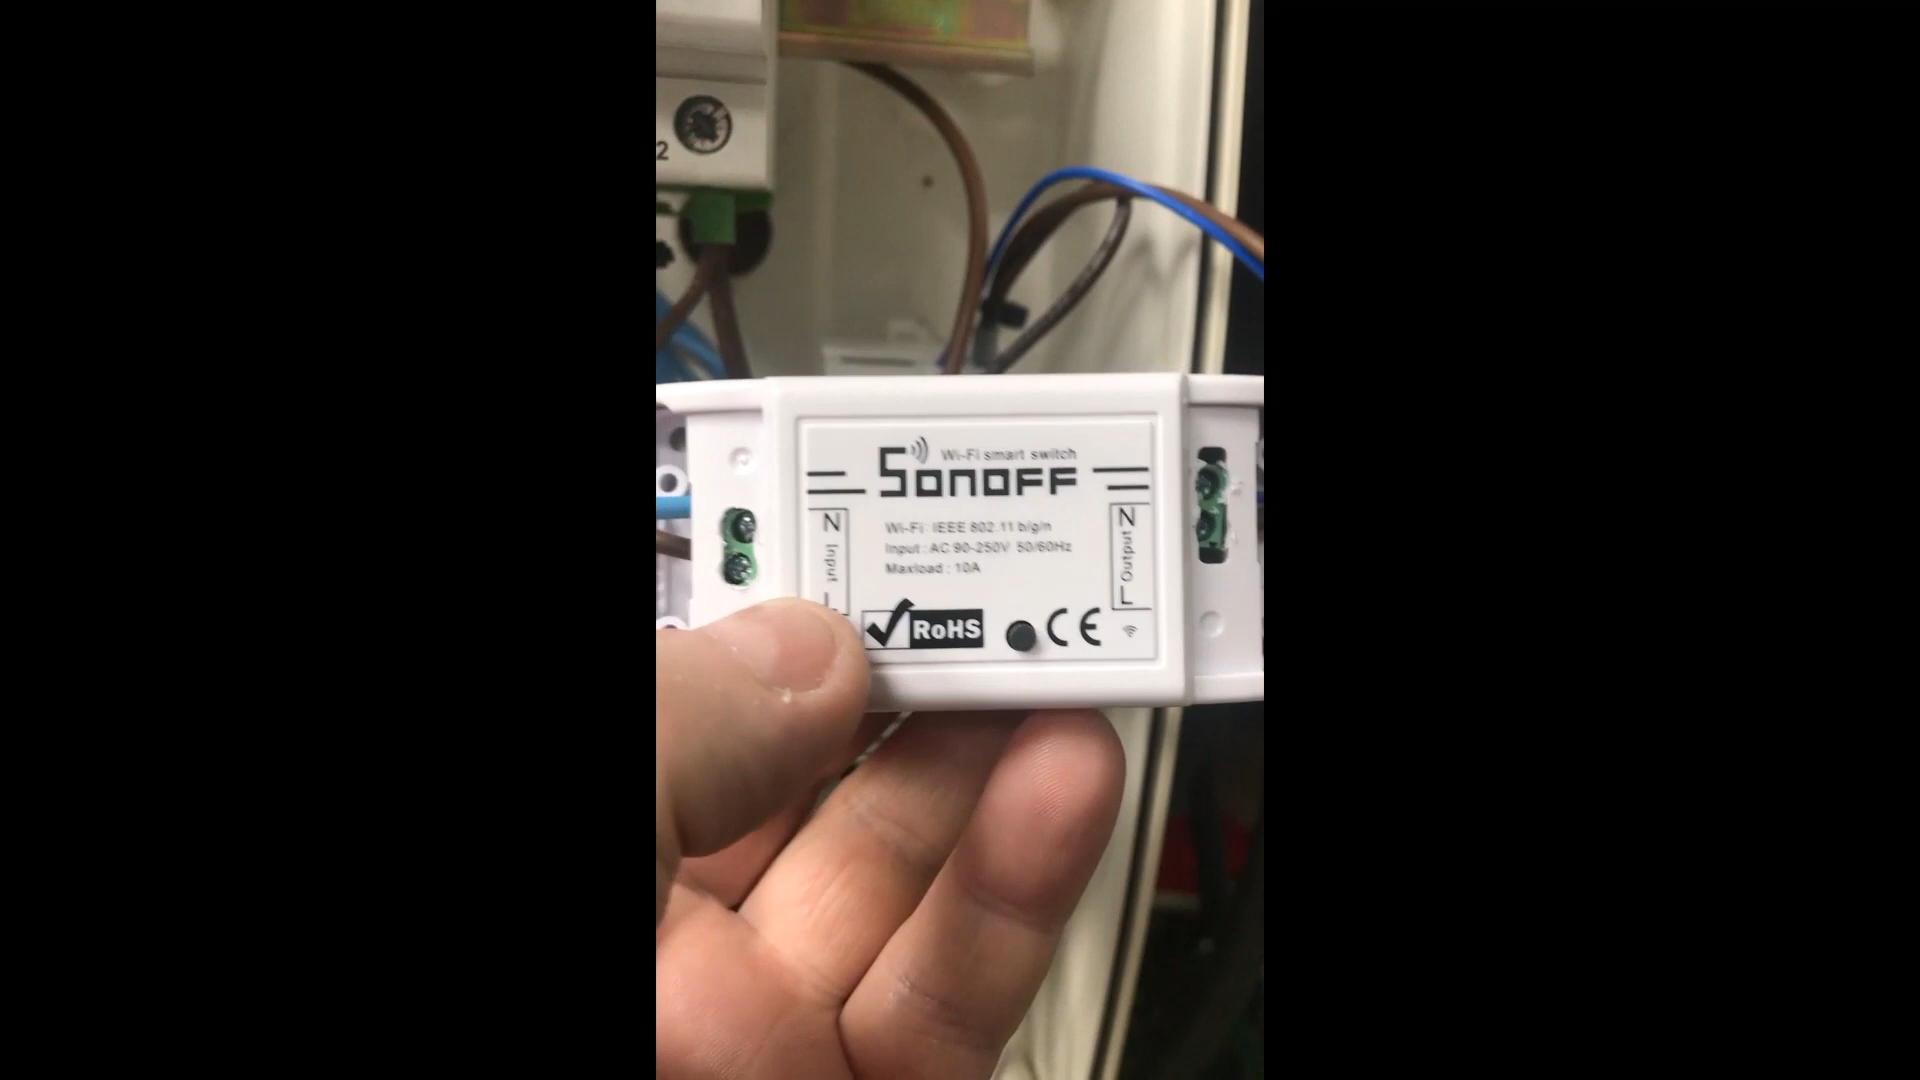 2
Wi-Fi smart switch
SONOFF
N
Input
L
Wi-Fi: IEEE 802.11 b/g/n
Input: AC 90-250V 50/60Hz
Maxload: 10A
N
Output
L
RoHS
CE